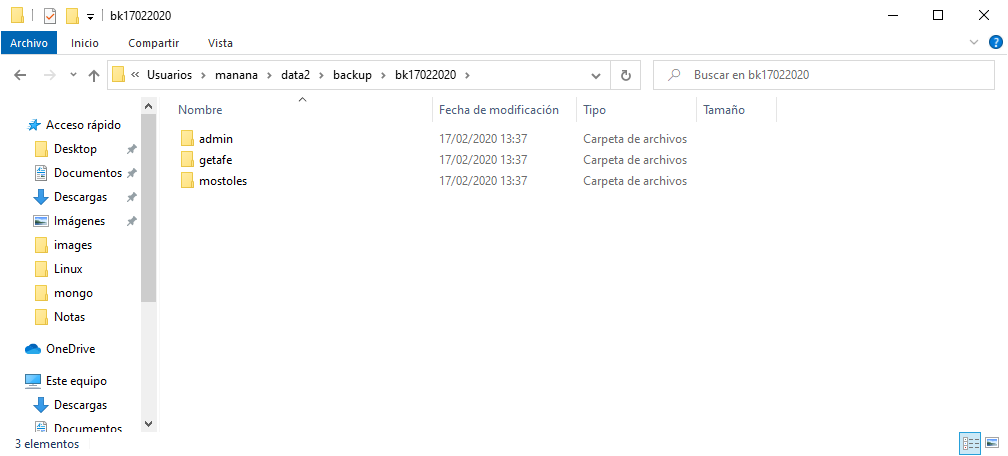 bk17022020
Archivo Inicio Compartir Vista
« Usuarios > manana > data2 > backup > bk17022020 >
Buscar en bk17022020
Nombre Fecha de modificación Tipo Tamaño
admin 17/02/2020 13:37 Carpeta de archivos
getafe 17/02/2020 13:37 Carpeta de archivos
mostoles 17/02/2020 13:37 Carpeta de archivos
Acceso rápido
Desktop
Documentos
Descargas
Imágenes
images
Linux
mongo
Notas
OneDrive
Este equipo
Descargas
Documentos
3 elementos